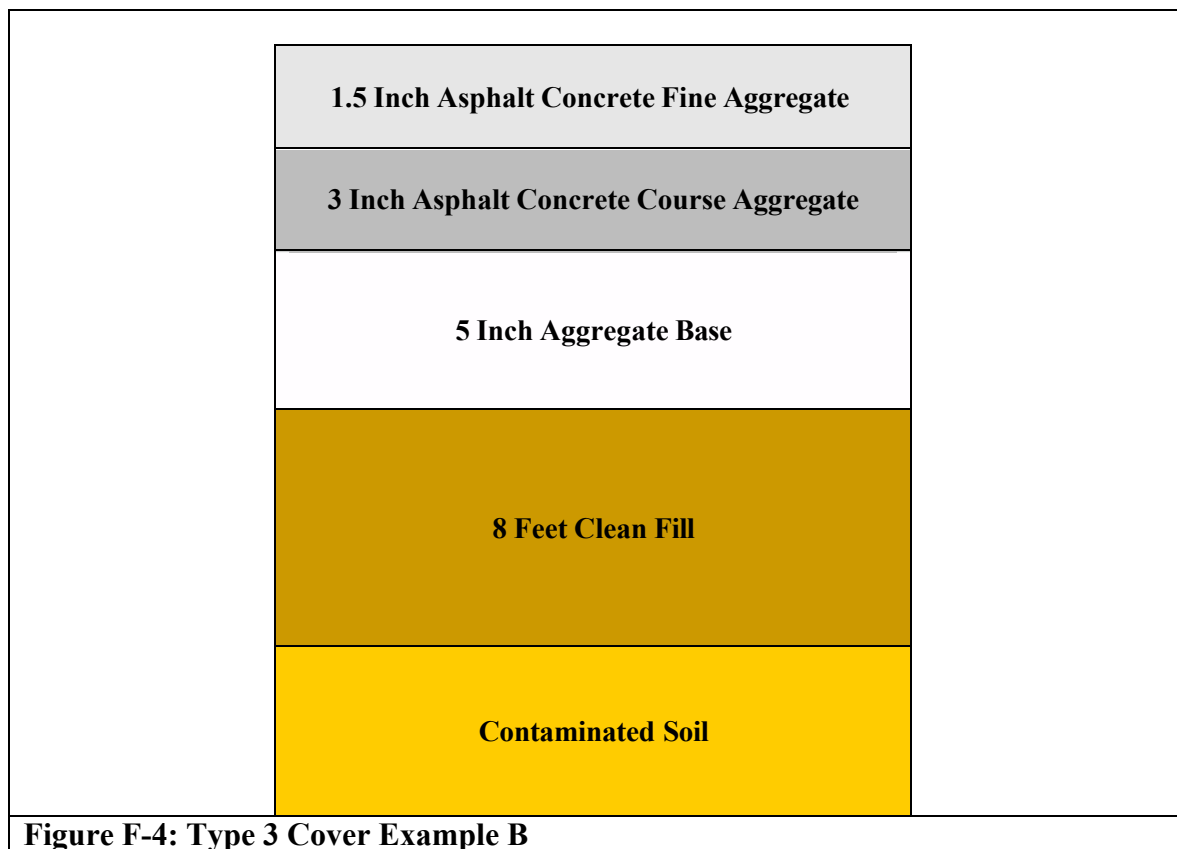 1.5 Inch Asphalt Concrete Fine Aggregate
3 Inch Asphalt Concrete Course Aggregate
5 Inch Aggregate Base
8 Feet Clean Fill
Contaminated Soil
Figure F-4: Type 3 Cover Example B